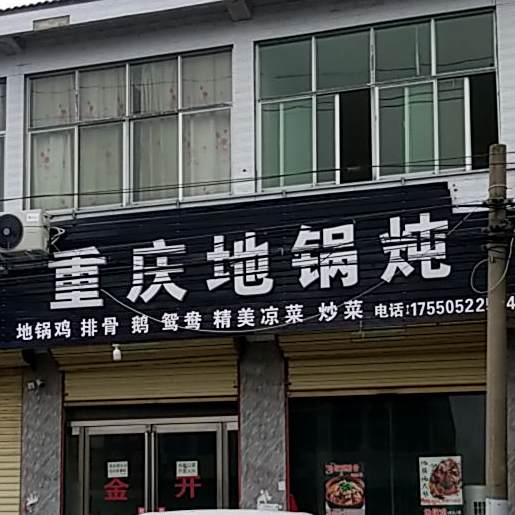 重庆地锅炖
地锅鸡 排骨 鹅 鸳鸯 精美凉菜 炒菜 电话:17550522
金 开